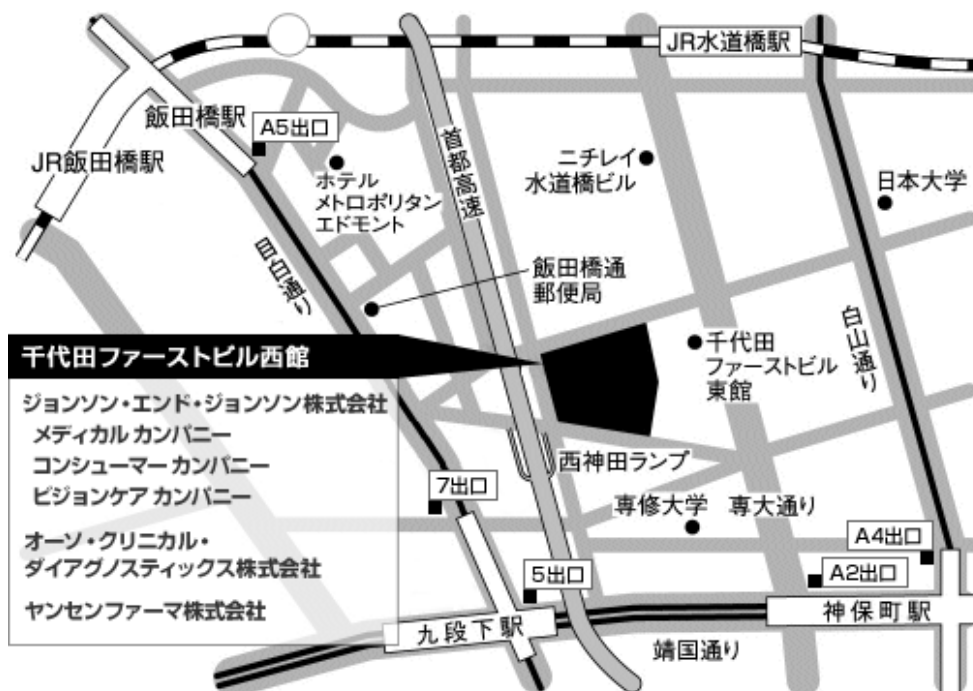 JR水道橋駅
飯田橋駅
A5出口
JR飯田橋駅
首都高速
ニチレイ
水道橋ビル
日本大学
ホテル
メトロポリタン
エドモント
目白通り
飯田橋通
郵便局
白山通り
千代田ファーストビル西館
千代田
ファーストビル
東館
ジョンソン・エンド・ジョンソン株式会社
メディカル カンパニー
コンシューマー カンパニー
ビジョンケア カンパニー
西神田ランプ
7出口
専修大学
専大通り
オーソ・クリニカル・
ダイアグノスティックス株式会社
A4出口
5出口
A2出口
ヤンセンファーマ株式会社
九段下駅
神保町駅
靖国通り